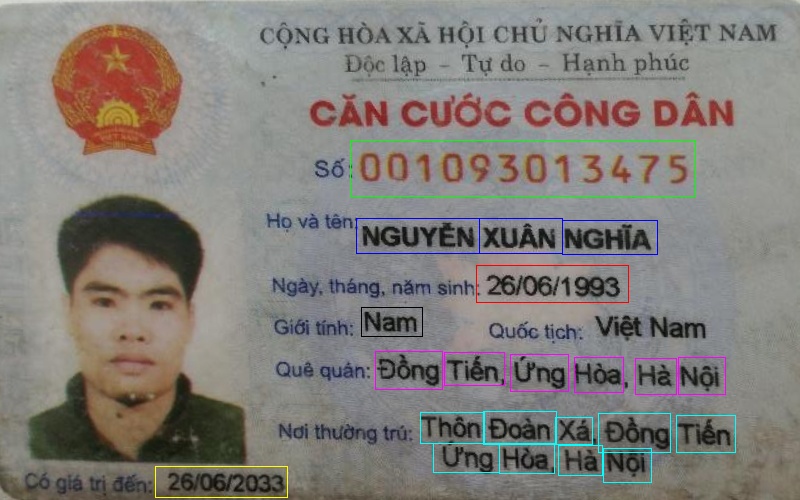 CỘNG HÒA XÃ HỘI CHỦ NGHĨA VIỆT NAM
Độc lập - Tự do - Hạnh phúc
CĂN CƯỚC CÔNG DÂN
Số: 001093013475
Họ và tên: NGUYỄN XUÂN NGHĨA
Ngày, tháng, năm sinh: 26/06/1993
Giới tính: Nam Quốc tịch: Việt Nam
Quê quán: Đồng Tiến, Ứng Hòa, Hà Nội
Nơi thường trú: Thôn Đoàn Xá, Đồng Tiến
Ứng Hòa, Hà Nội
Có giá trị đến: 26/06/2033